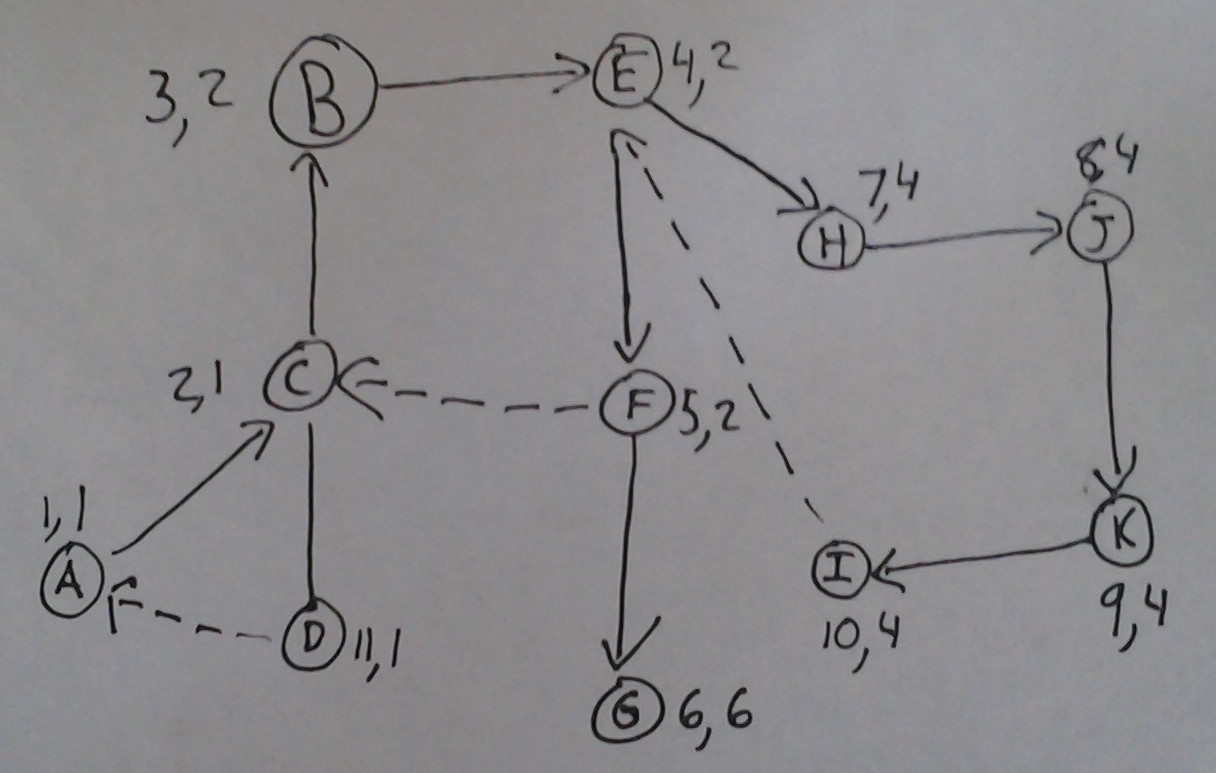 B
3,2
E
4,2
H
7,4
J
8,4
C
2,1
F
5,2
A
1,1
D
11,1
I
10,4
K
9,4
G
6,6